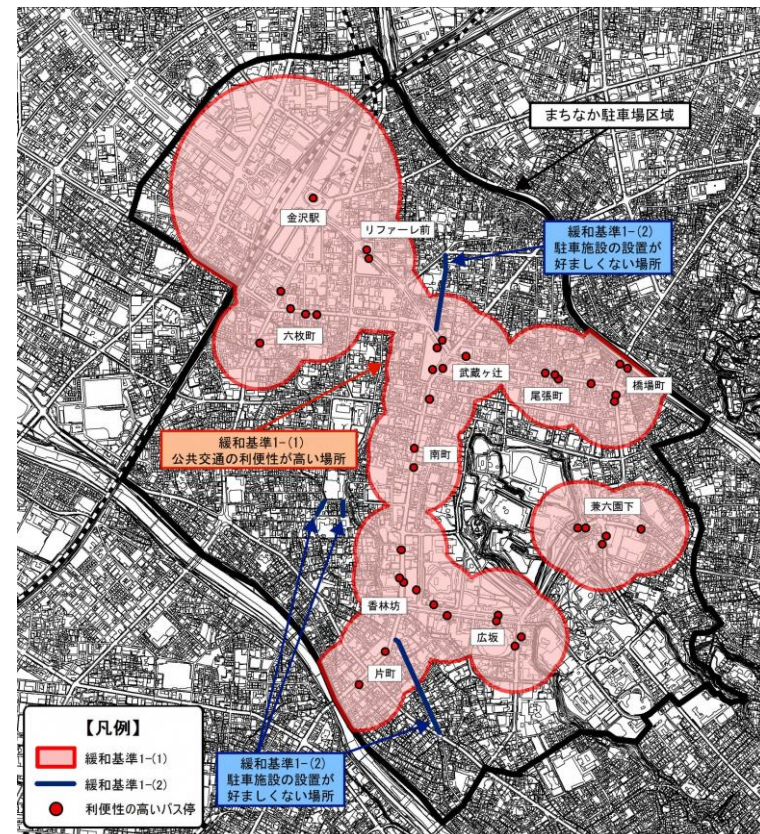 まちなか駐車場区域
金沢駅
リファーレ前
緩和基準1-(2)
駐車施設の設置が
好ましくない場所
六枚町
武蔵ヶ辻
尾張町
橋場町
緩和基準1-(1)
公共交通の利便性が高い場所
南町
兼六園下
香林坊
広坂
片町
【凡例】
緩和基準1-(1)
緩和基準1-(2)
利便性の高いバス停
緩和基準1-(2)
駐車施設の設置が
好ましくない場所